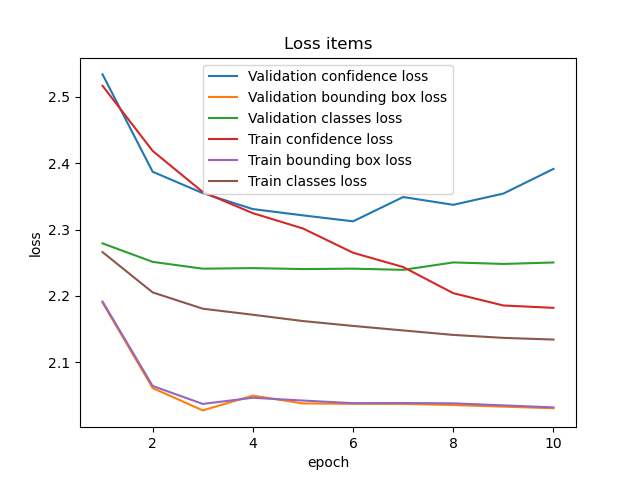 Loss items
Validation confidence loss
Validation bounding box loss
Validation classes loss
Train confidence loss
Train bounding box loss
Train classes loss
loss
2.5
2.4
2.3
2.2
2.1
2 4 6 8 10
epoch